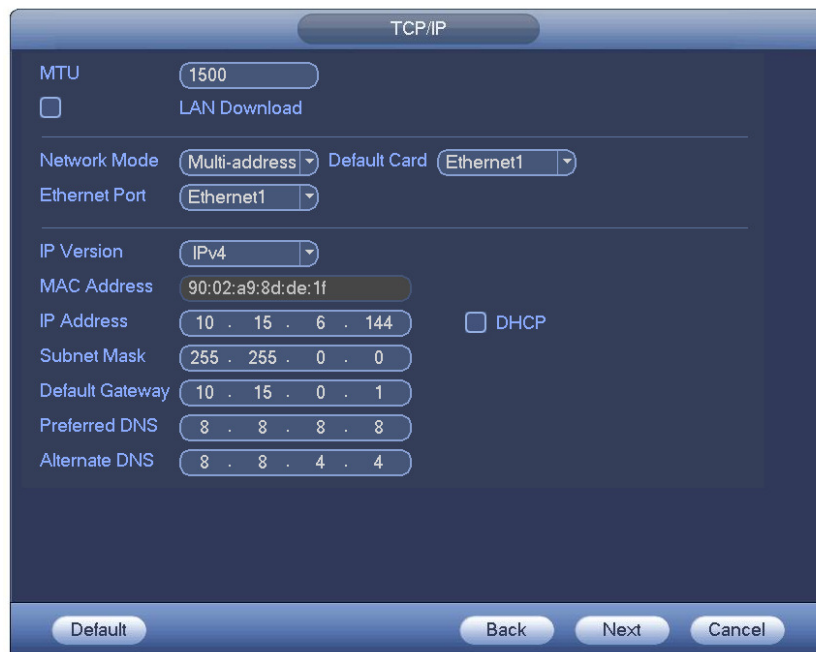 TCP/IP
MTU 1500
LAN Download
Network Mode Multi-address Default Card Ethernet1
Ethernet Port Ethernet1
IP Version IPv4
MAC Address 90:02:a9:8d:de:1f
IP Address 10 . 15 . 6 . 144 DHCP
Subnet Mask 255 . 255 . 0 . 0
Default Gateway 10 . 15 . 0 . 1
Preferred DNS 8 . 8 . 8 . 8
Alternate DNS 8 . 8 . 4 . 4
Default Back Next Cancel